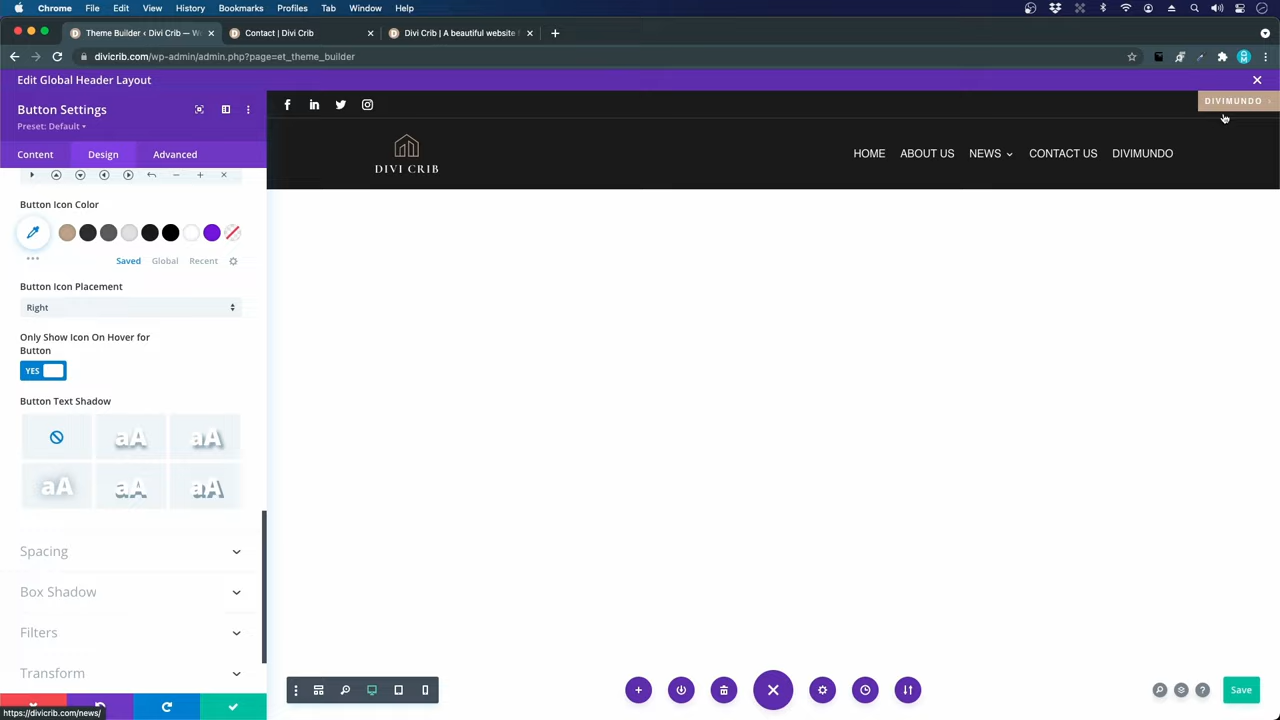 Chrome File Edit View History Bookmarks Profiles Tab Window Help
Theme Builder ‹ Divi Crib — W Contact | Divi Crib Divi Crib | A beautiful website
divicrib.com/wp-admin/admin.php?page=et_theme_builder
Edit Global Header Layout
Button Settings
Preset: Default
Content Design Advanced
DIVIMUNDO
DIVI CRIB
HOME ABOUT US NEWS CONTACT US DIVIMUNDO
Button Icon Color
Saved Global Recent
Button Icon Placement
Right
Only Show Icon On Hover for
Button
YES
Button Text Shadow
aA aA
aA aA aA
Spacing
Box Shadow
Filters
Transform
https://divicrib.com/news/
Save